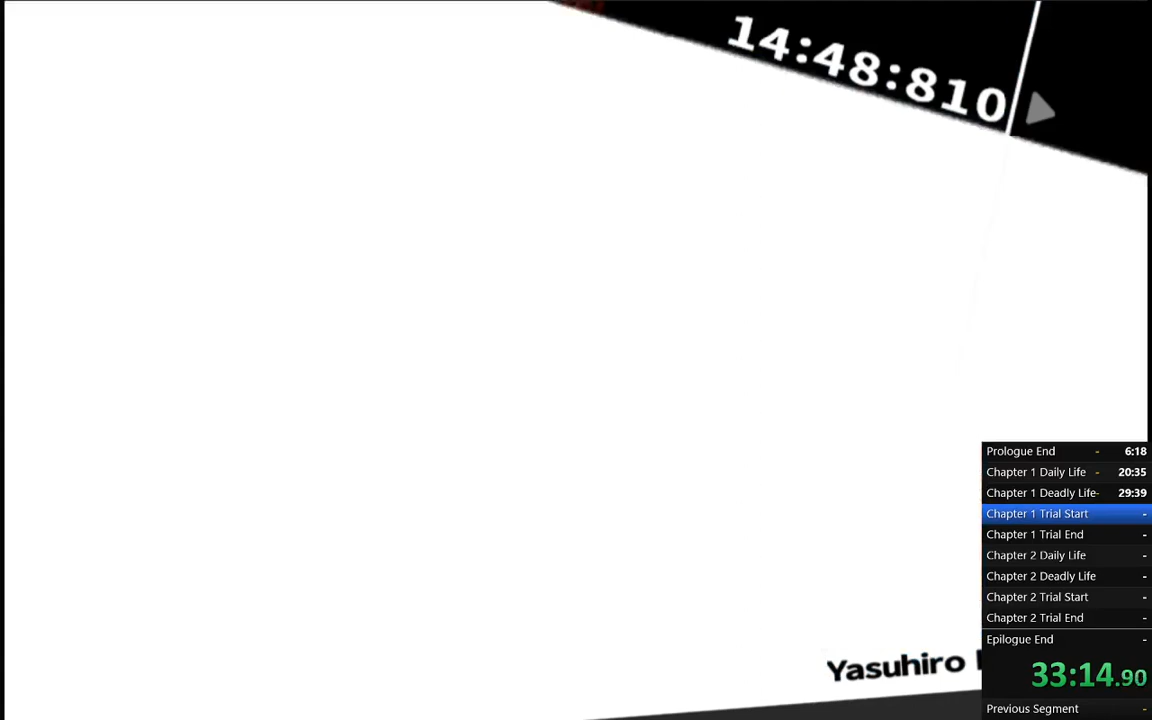 14:48:810
Prologue End - 6:18
Chapter 1 Daily Life - 20:35
Chapter 1 Deadly Life- 29:39
Chapter 1 Trial Start -
Chapter 1 Trial End -
Chapter 2 Daily Life -
Chapter 2 Deadly Life -
Chapter 2 Trial Start -
Chapter 2 Trial End -
Epilogue End -
Yasuhiro
33:14.90
Previous Segment -